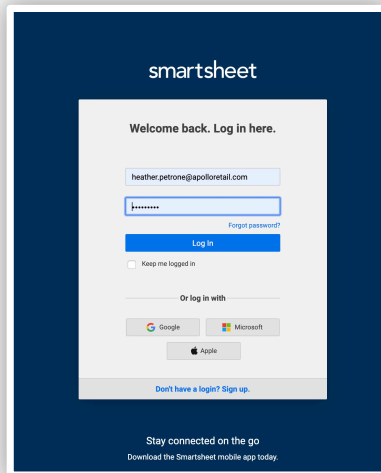 smartsheet
Welcome back. Log in here.
heather.petrone@apolloretail.com
•••••••••
Forgot password?
Log In
Keep me logged in
Or log in with
Google
Microsoft
Apple
Don't have a login? Sign up.
Stay connected on the go
Download the Smartsheet mobile app today.